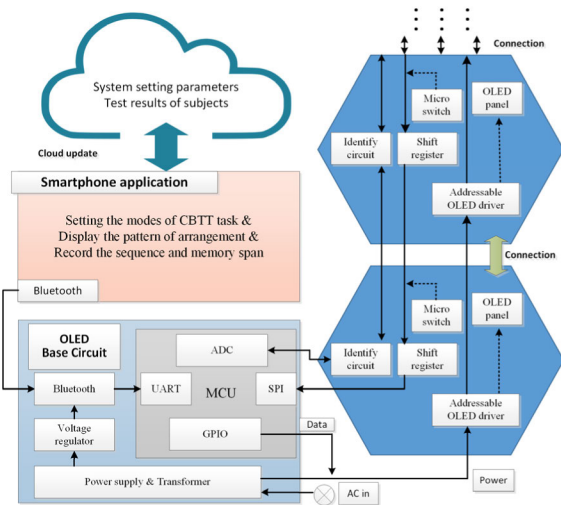 System setting parameters
Test results of subjects
Cloud update
Smartphone application
Setting the modes of CBTT task &
Display the pattern of arrangement &
Record the sequence and memory span
Bluetooth
OLED
Base Circuit
Bluetooth
Voltage
regulator
Power supply & Transformer
ADC
UART
MCU
SPI
GPIO
Data
AC in
Power
Connection
Micro
switch
OLED
panel
Identify
circuit
Shift
register
Addressable
OLED driver
Connection
Micro
switch
OLED
panel
Identify
circuit
Shift
register
Addressable
OLED driver